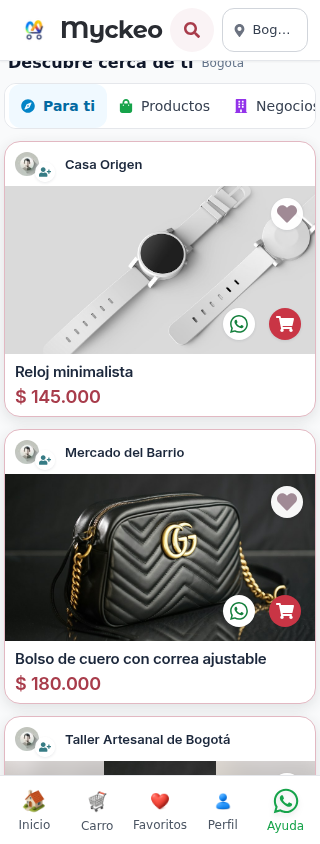 Myckeo
Bog...
Descubre cerca de ti Bogotá
Para ti
Productos
Negocios
Casa Origen
Reloj minimalista
$ 145.000
Mercado del Barrio
GG
Bolso de cuero con correa ajustable
$ 180.000
Taller Artesanal de Bogotá
Inicio
Carro
Favoritos
Perfil
Ayuda